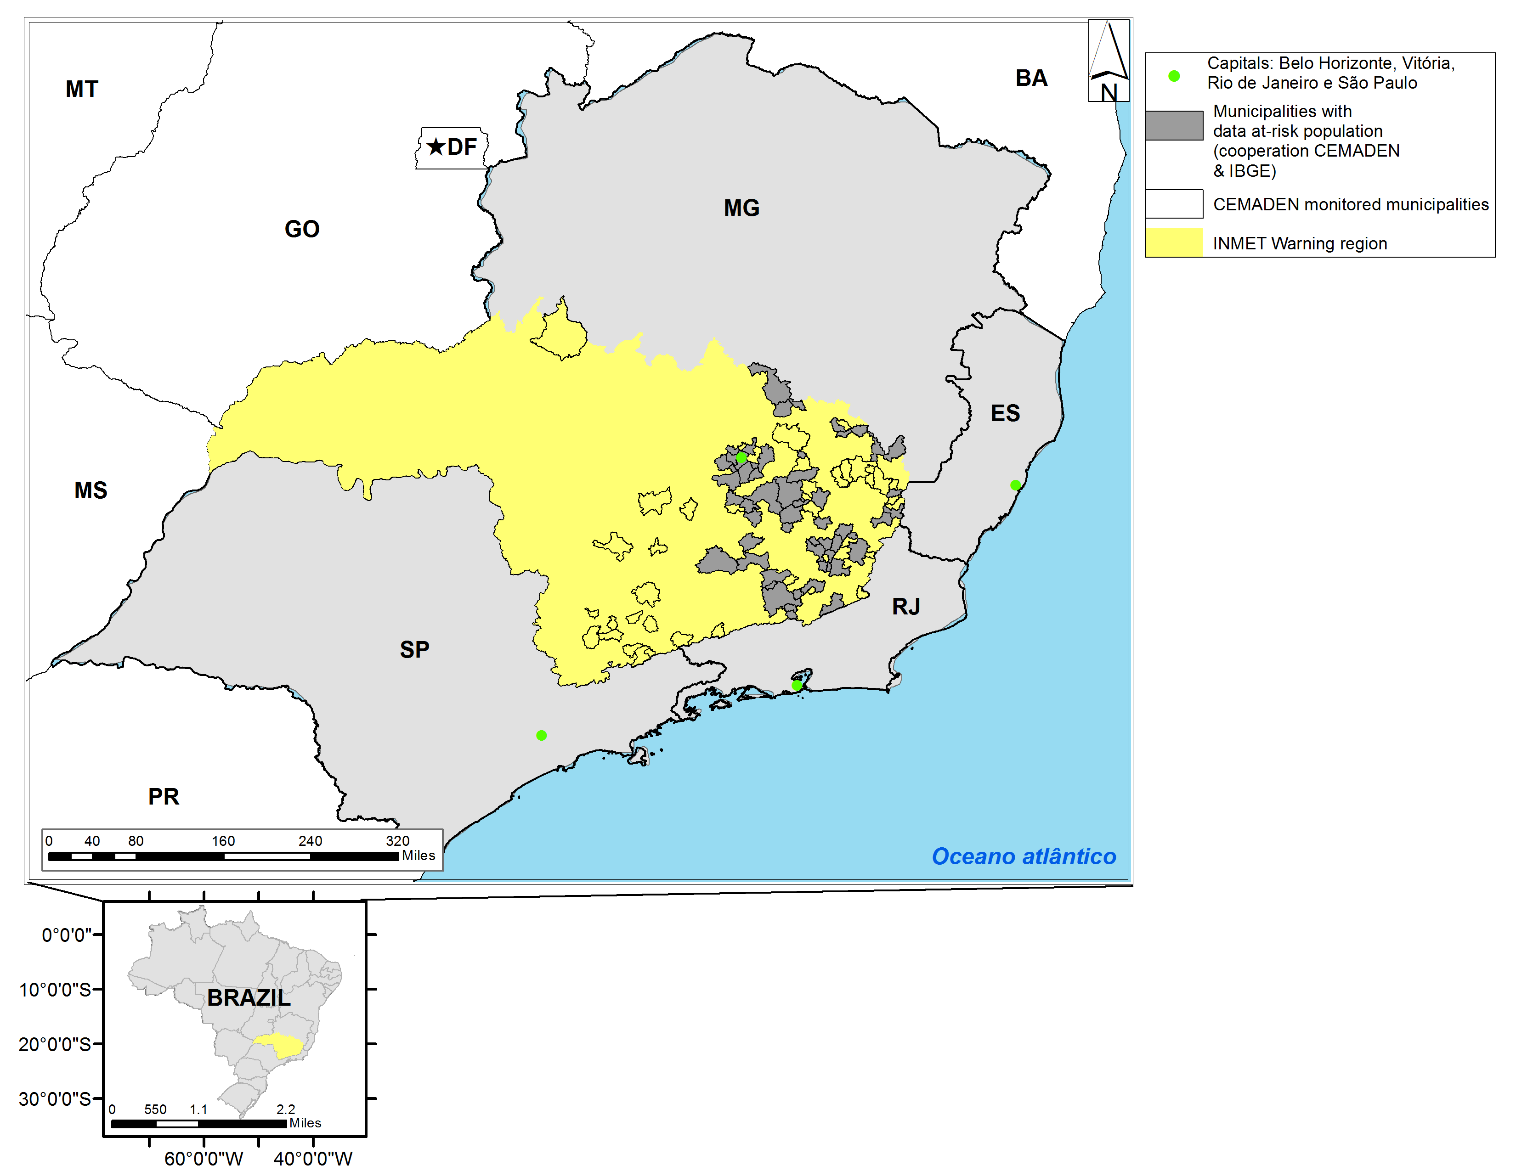 MT
BA
N
DF
GO
MG
ES
MS
RJ
SP
PR
0 40 80 160 240 320
Miles
Oceano atlântico
Capitals: Belo Horizonte, Vitória,
Rio de Janeiro e São Paulo
Municipalities with
data at-risk population
(cooperation CEMADEN
& IBGE)
CEMADEN monitored municipalities
INMET Warning region
0°0'0"
10°0'0"S
20°0'0"S
30°0'0"S
BRAZIL
0 550 1.1 2.2
Miles
60°0'0"W 40°0'0"W